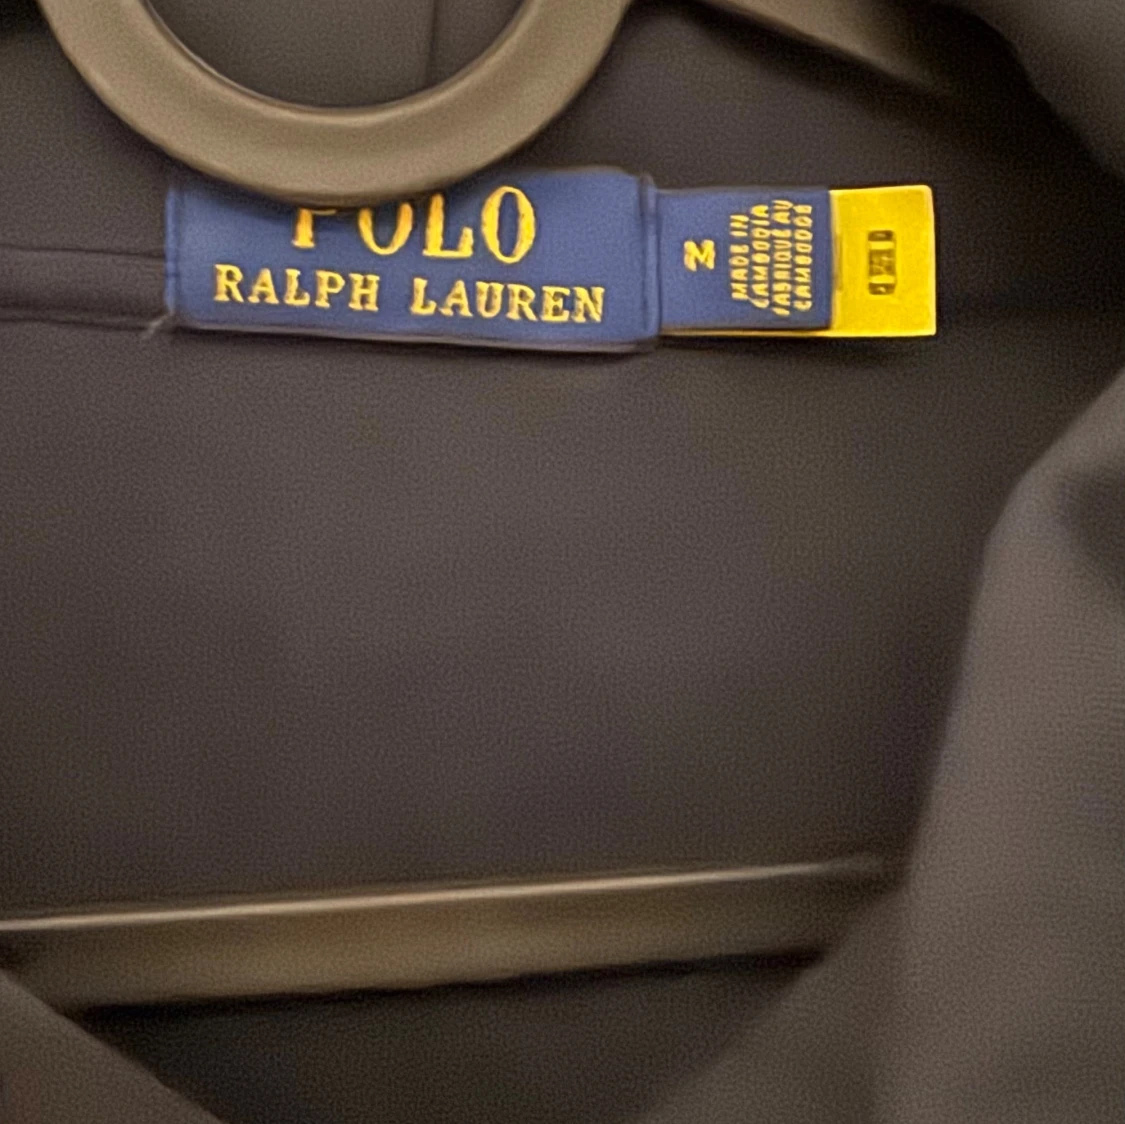 POLO
RALPH LAUREN
M
MADE IN
CAMBODIA
FABRIQUE AU
CAMBODGE